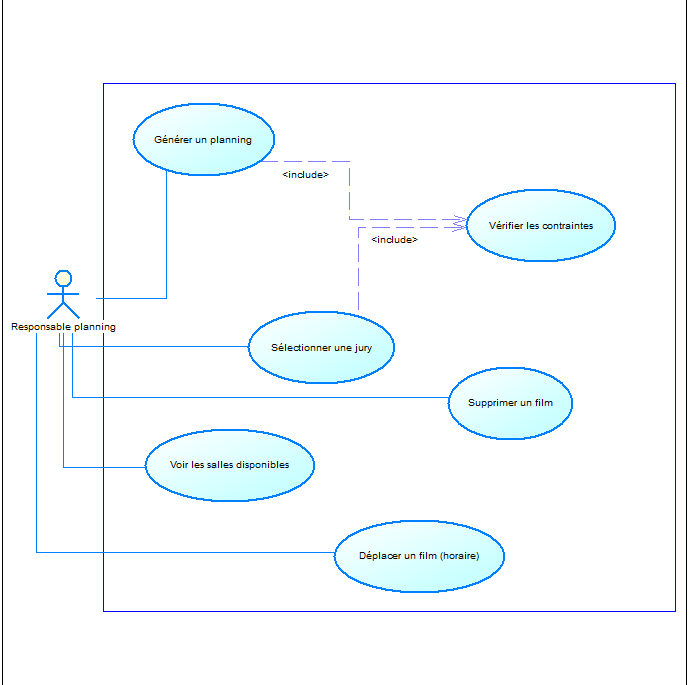 Générer un planning
<include>
Vérifier les contraintes
<include>
Responsable planning
Sélectionner une jury
Supprimer un film
Voir les salles disponibles
Déplacer un film (horaire)